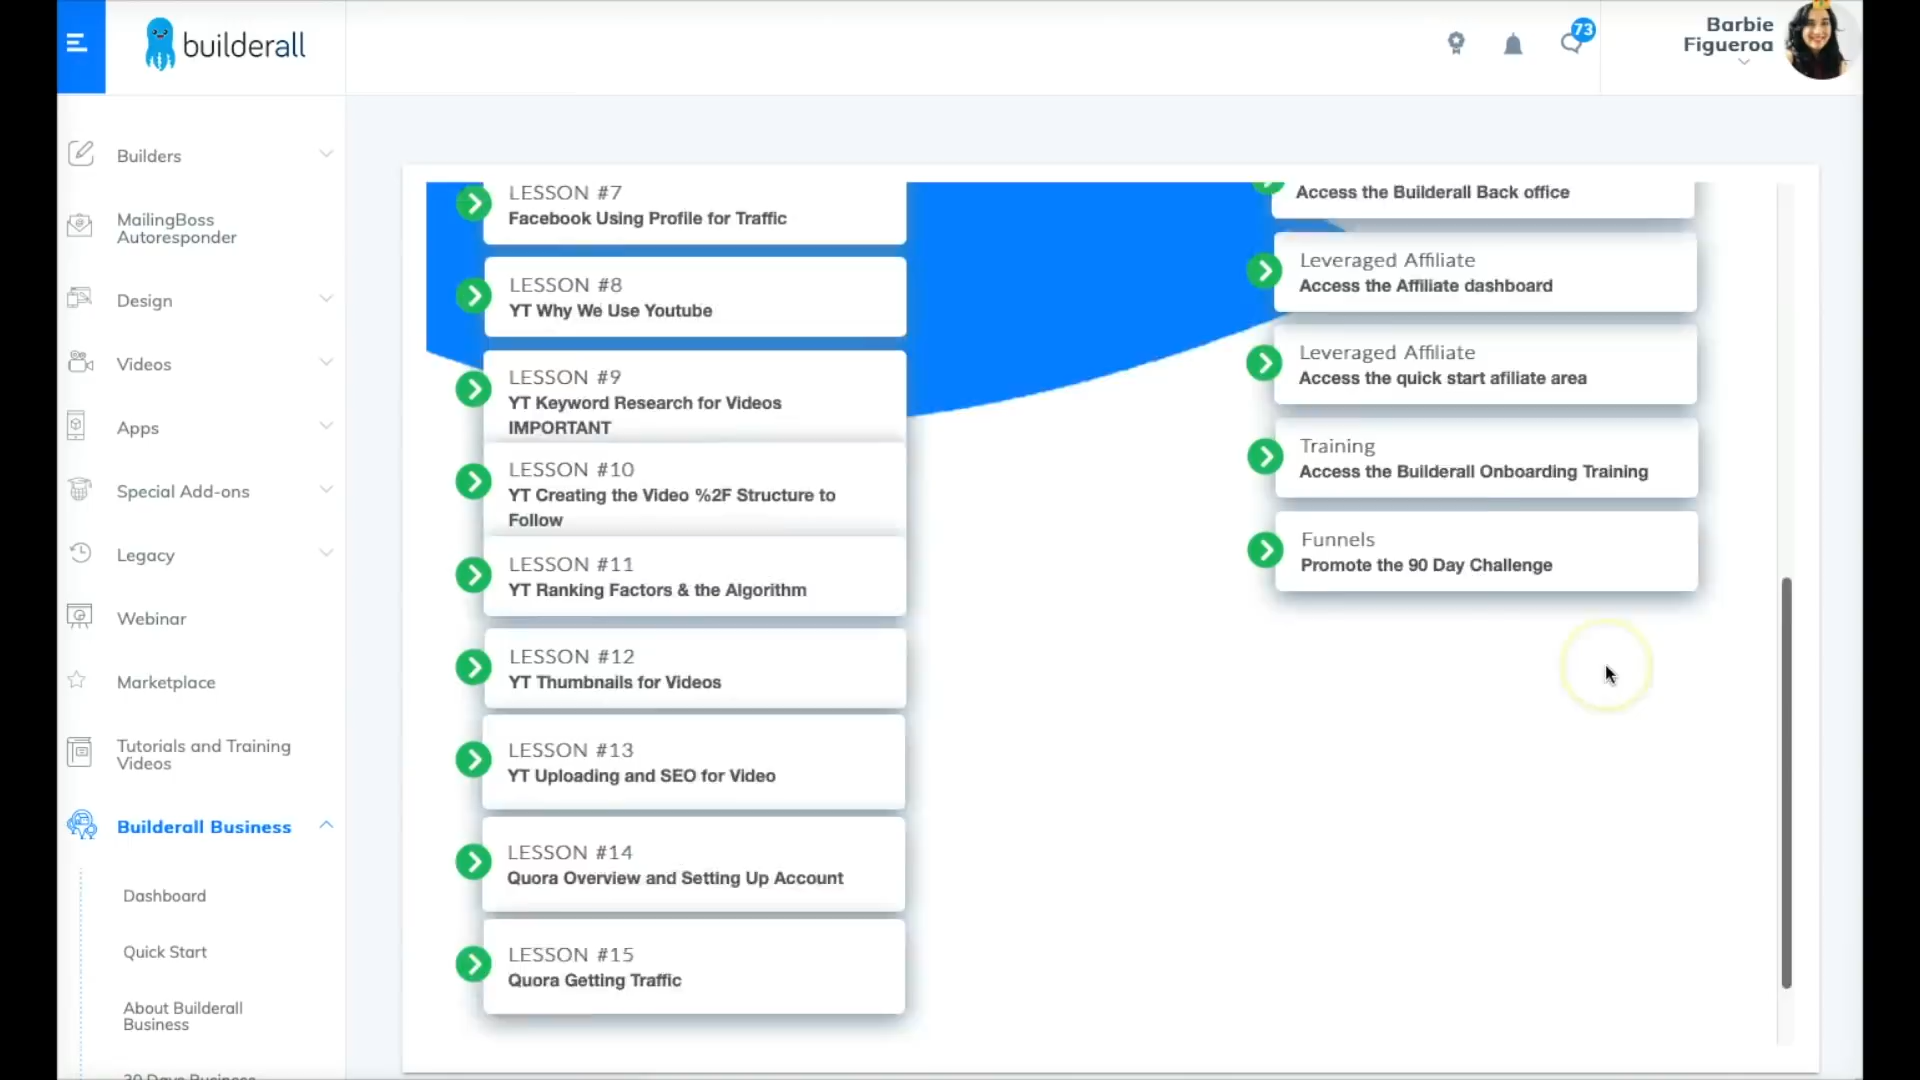 builderall
73
Barbie
Figueroa
Builders
MailingBoss
Autoresponder
Design
Videos
Apps
Special Add-ons
Legacy
Webinar
Marketplace
Tutorials and Training
Videos
Builderall Business
Dashboard
Quick Start
About Builderall
Business
30 Days Business
LESSON #7
Facebook Using Profile for Traffic
LESSON #8
YT Why We Use Youtube
LESSON #9
YT Keyword Research for Videos
IMPORTANT
LESSON #10
YT Creating the Video %2F Structure to
Follow
LESSON #11
YT Ranking Factors & the Algorithm
LESSON #12
YT Thumbnails for Videos
LESSON #13
YT Uploading and SEO for Video
LESSON #14
Quora Overview and Setting Up Account
LESSON #15
Quora Getting Traffic
Access the Builderall Back office
Leveraged Affiliate
Access the Affiliate dashboard
Leveraged Affiliate
Access the quick start afiliate area
Training
Access the Builderall Onboarding Training
Funnels
Promote the 90 Day Challenge